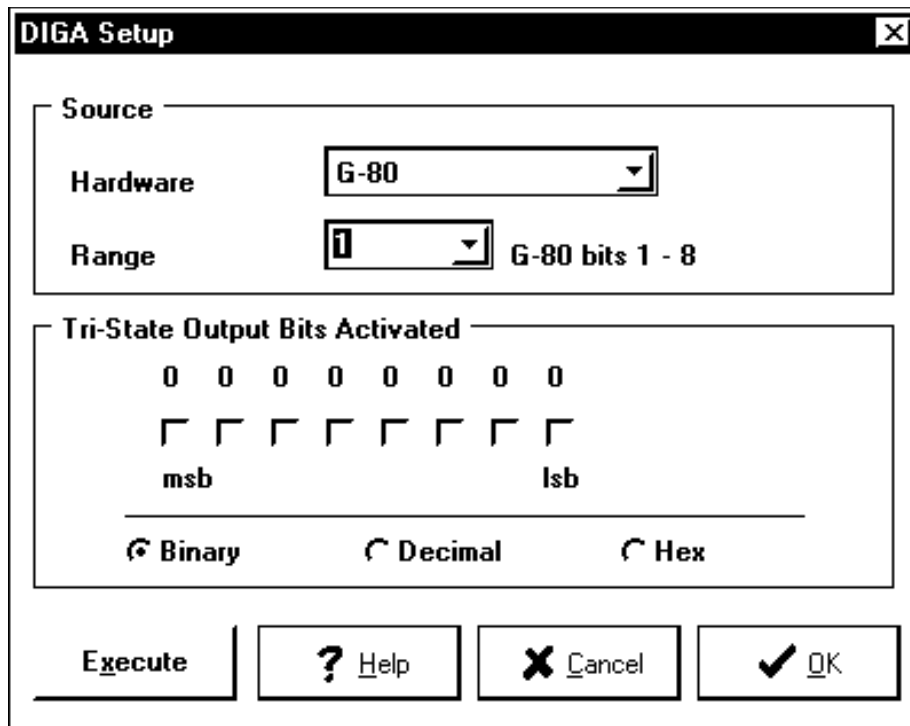 DIGA Setup
Source
Hardware G-80
Range 1 G-80 bits 1 - 8
Tri-State Output Bits Activated
0 0 0 0 0 0 0 0
msb lsb
Binary Decimal Hex
Execute ? Help Cancel OK